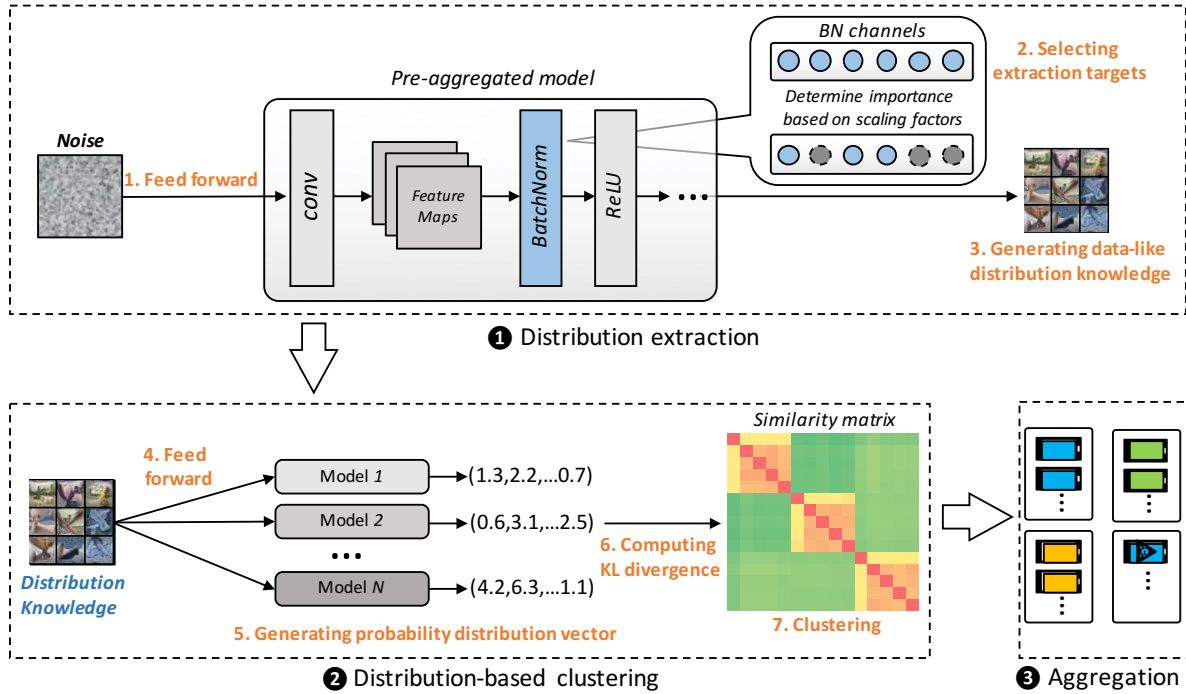 BN channels
2. Selecting
extraction targets
Pre-aggregated model
Determine importance
based on scaling factors
Noise
1. Feed forward
conv
Feature
Maps
BatchNorm
ReLU
...
3. Generating data-like
distribution knowledge
❶ Distribution extraction
Similarity matrix
4. Feed
forward
Model 1
(1.3,2.2,...0.7)
Model 2
(0.6,3.1,...2.5)
...
6. Computing
KL divergence
Distribution
Knowledge
Model N
(4.2,6.3,...1.1)
5. Generating probability distribution vector
7. Clustering
❷ Distribution-based clustering
❸ Aggregation